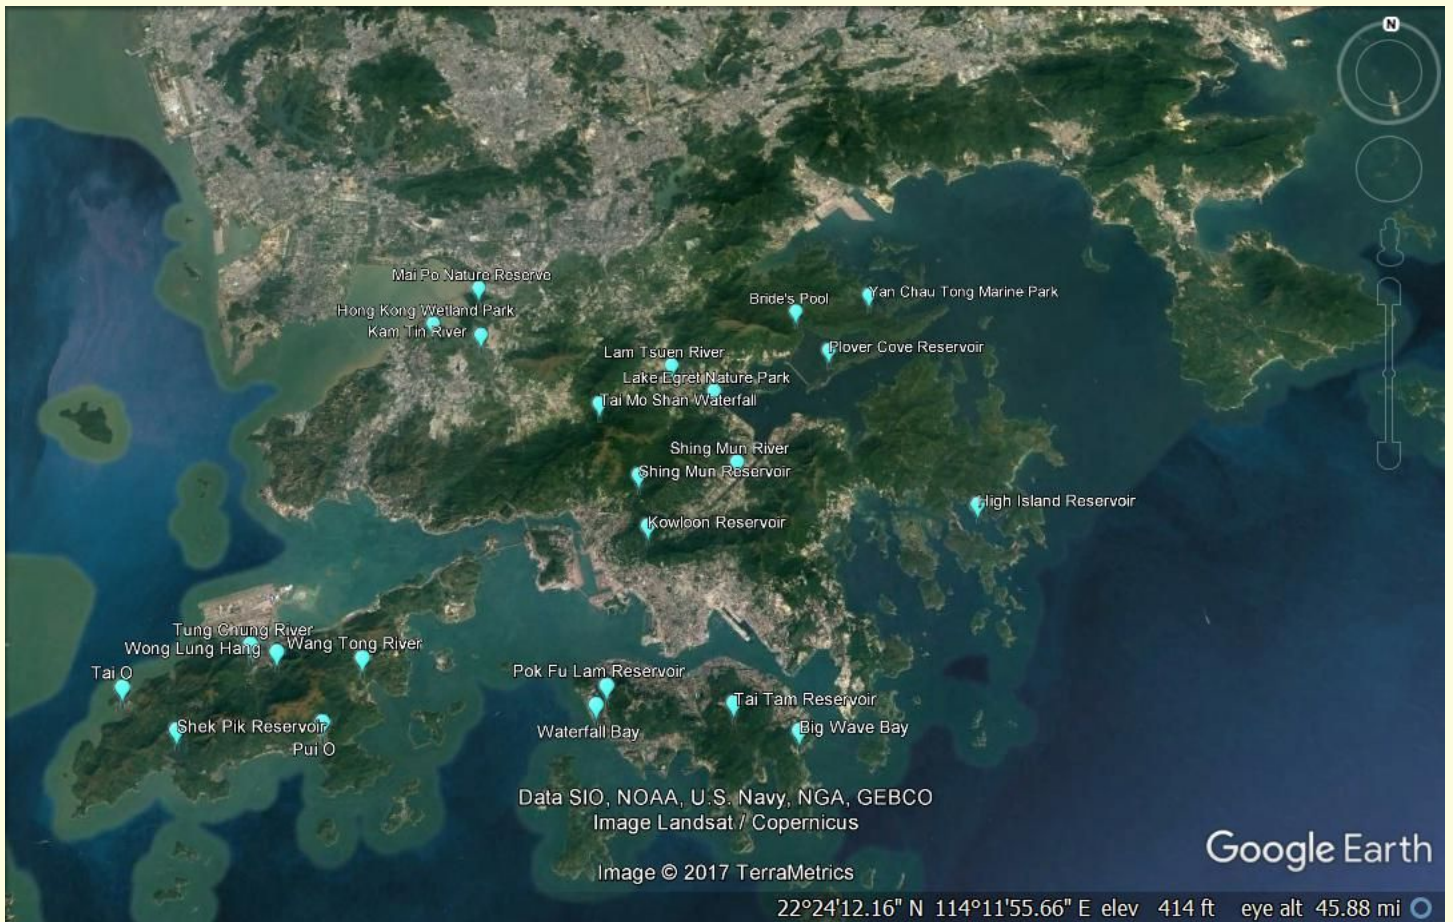 N
Mai Po Nature Reserve
Bride's Pool
Yan Chau Tong Marine Park
Hong Kong Wetland Park
Kam Tin River
Plover Cove Reservoir
Lam Tsuen River
Lake Egret Nature Park
Tai Mo Shan Waterfall
Shing Mun River
Shing Mun Reservoir
High Island Reservoir
Kowloon Reservoir
Tung Chung River
Wong Lung Hang
Wang Tong River
Tai O
Pok Fu Lam Reservoir
Tai Tam Reservoir
Shek Pik Reservoir
Waterfall Bay
Big Wave Bay
Pui O
Data SIO, NOAA, U.S. Navy, NGA, GEBCO
Image Landsat / Copernicus
Google Earth
Image © 2017 TerraMetrics
22°24'12.16" N 114°11'55.66" E elev 414 ft eye alt 45.88 mi